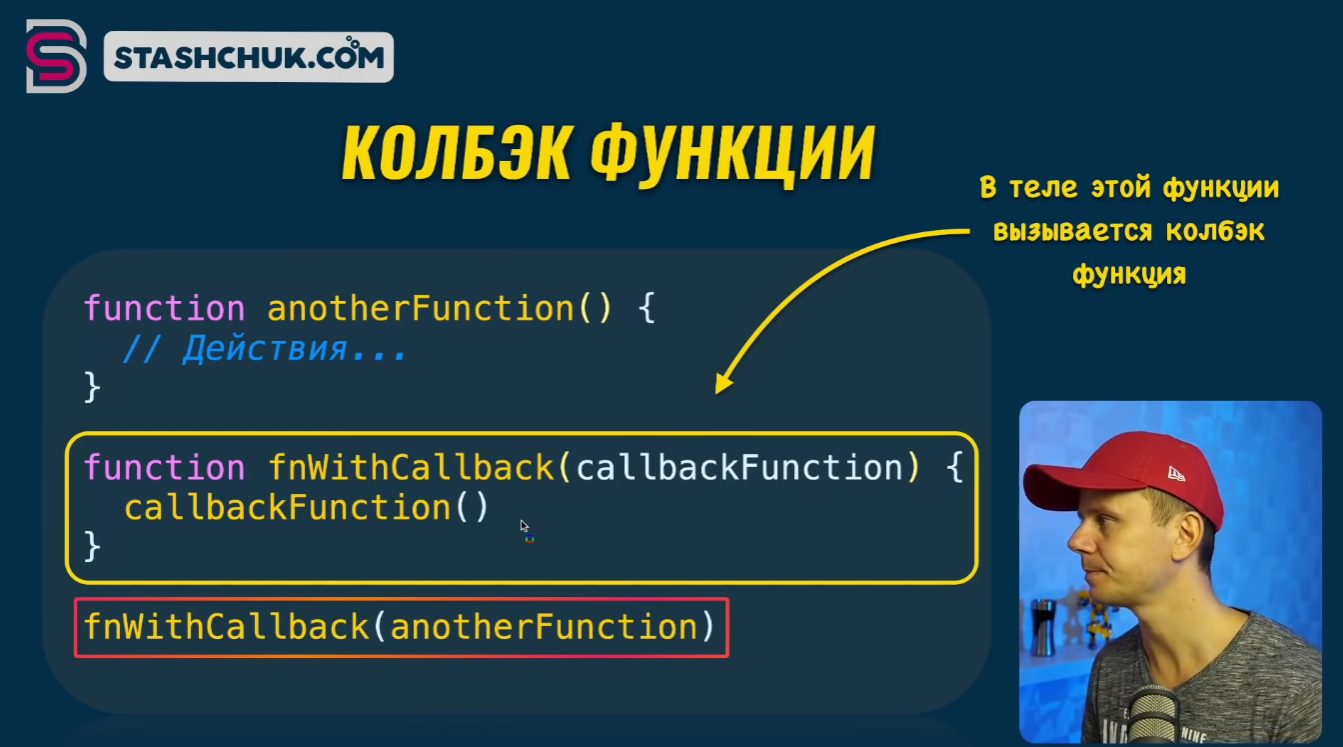 STASHCHUK.COM
КОЛБЭК ФУНКЦИИ
В теле этой функции
вызывается колбэк
функция
function anotherFunction() {
// Действия...
}
function fnWithCallback(callbackFunction) {
callbackFunction()
}
fnWithCallback(anotherFunction)